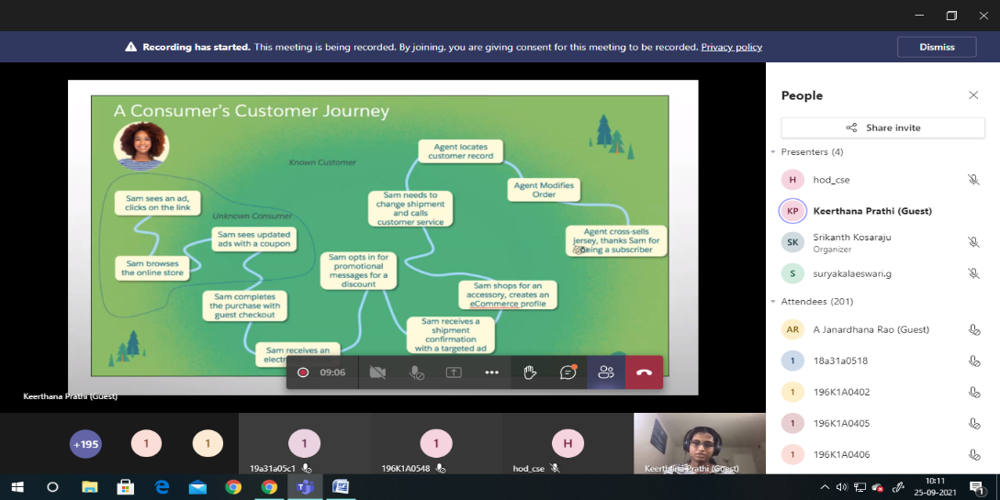 Recording has started. This meeting is being recorded. By joining, you are giving consent for this meeting to be recorded. Privacy policy
Dismiss
A Consumer's Customer Journey
Known Customer
Unknown Consumer
Sam sees an ad,
clicks on the link
Sam browses
the online store
Sam sees updated
ads with a coupon
Sam completes
the purchase with
guest checkout
Sam receives an
Sam opts in for
promotional
messages for a
discount
Sam receives a
shipment
confirmation
with a targeted ad
Sam shops for an
accessory, creates an
eCommerce profile
Sam needs to
change shipment
and calls
customer service
Agent locates
customer record
Agent Modifies
Order
Agent cross-sells
jersey, thanks Sam for
being a subscriber
09:06
Keerthana Prathi (Guest)
+195
1
1
1
19a31a05c1
1
196K1A0548
H
hod_cse
Keerthana Prathi (Guest)
People
Share invite
Presenters (4)
H
hod_cse
KP
Keerthana Prathi (Guest)
SK
Srikanth Kosaraju
Organizer
S
suryakalaeswari.g
Attendees (201)
AR
A Janardhana Rao (Guest)
1
18a31a0518
1
196K1A0402
1
196K1A0405
1
196K1A0406
10:11
25-09-2021
1